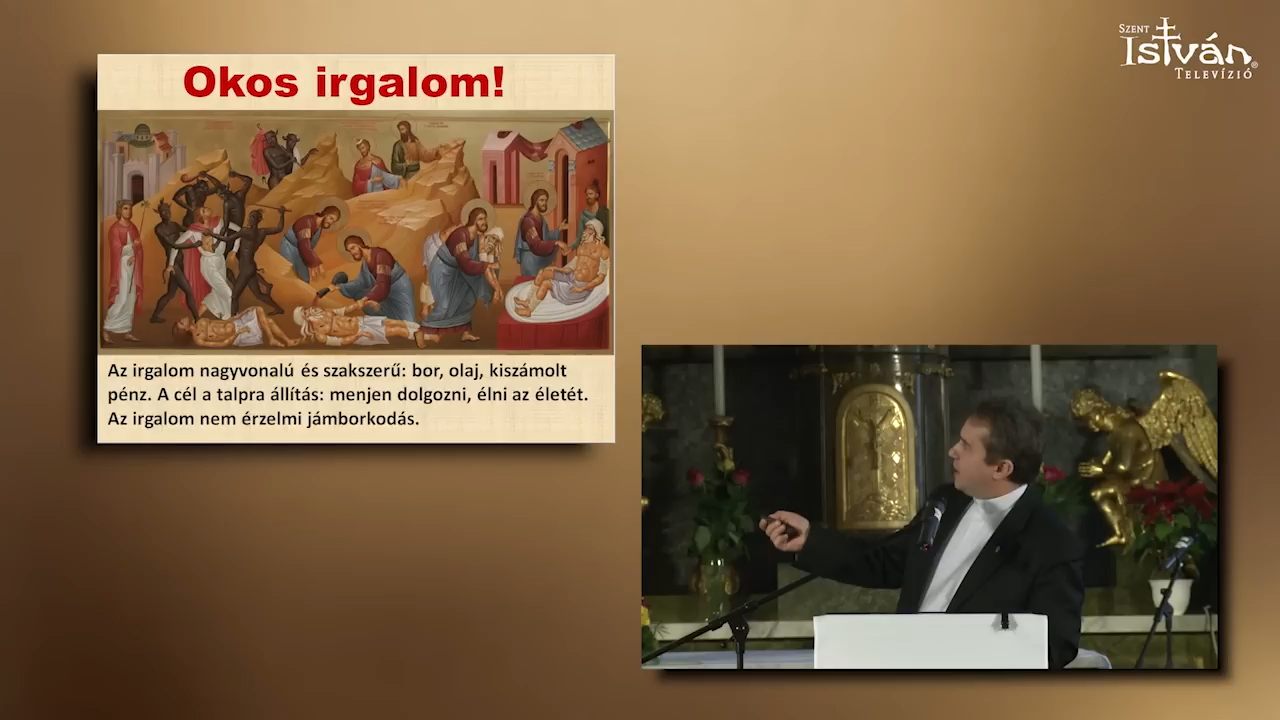 Okos irgalom!
Az irgalom nagyvonalú és szakszerű: bor, olaj, kiszámolt
pénz. A cél a talpra állítás: menjen dolgozni, élni az életét.
Az irgalom nem érzelmi jámborkodás.
SZENT
ISTVÁN
TELEVÍZIÓ